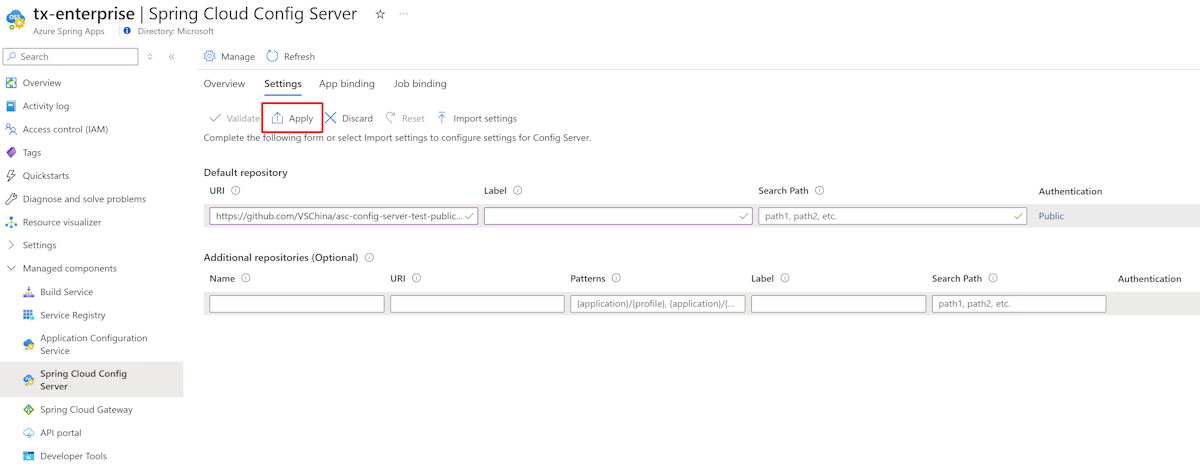 tx-enterprise | Spring Cloud Config Server
Azure Spring Apps
Directory: Microsoft
Search
Overview
Activity log
Access control (IAM)
Tags
Quickstarts
Diagnose and solve problems
Resource visualizer
Settings
Managed components
Build Service
Service Registry
Application Configuration
Service
Spring Cloud Config
Server
Spring Cloud Gateway
API portal
Developer Tools
Manage
Refresh
Overview
Settings
App binding
Job binding
Validate
Apply
Discard
Reset
Import settings
Complete the following form or select Import settings to configure settings for Config Server.
Default repository
URI
Label
Search Path
Authentication
https://github.com/VSChina/asc-config-server-test-public...
path1, path2, etc.
Public
Additional repositories (Optional)
Name
URI
Patterns
Label
Search Path
Authentication
{application}/{profile}, {application}/{...
path1, path2, etc.